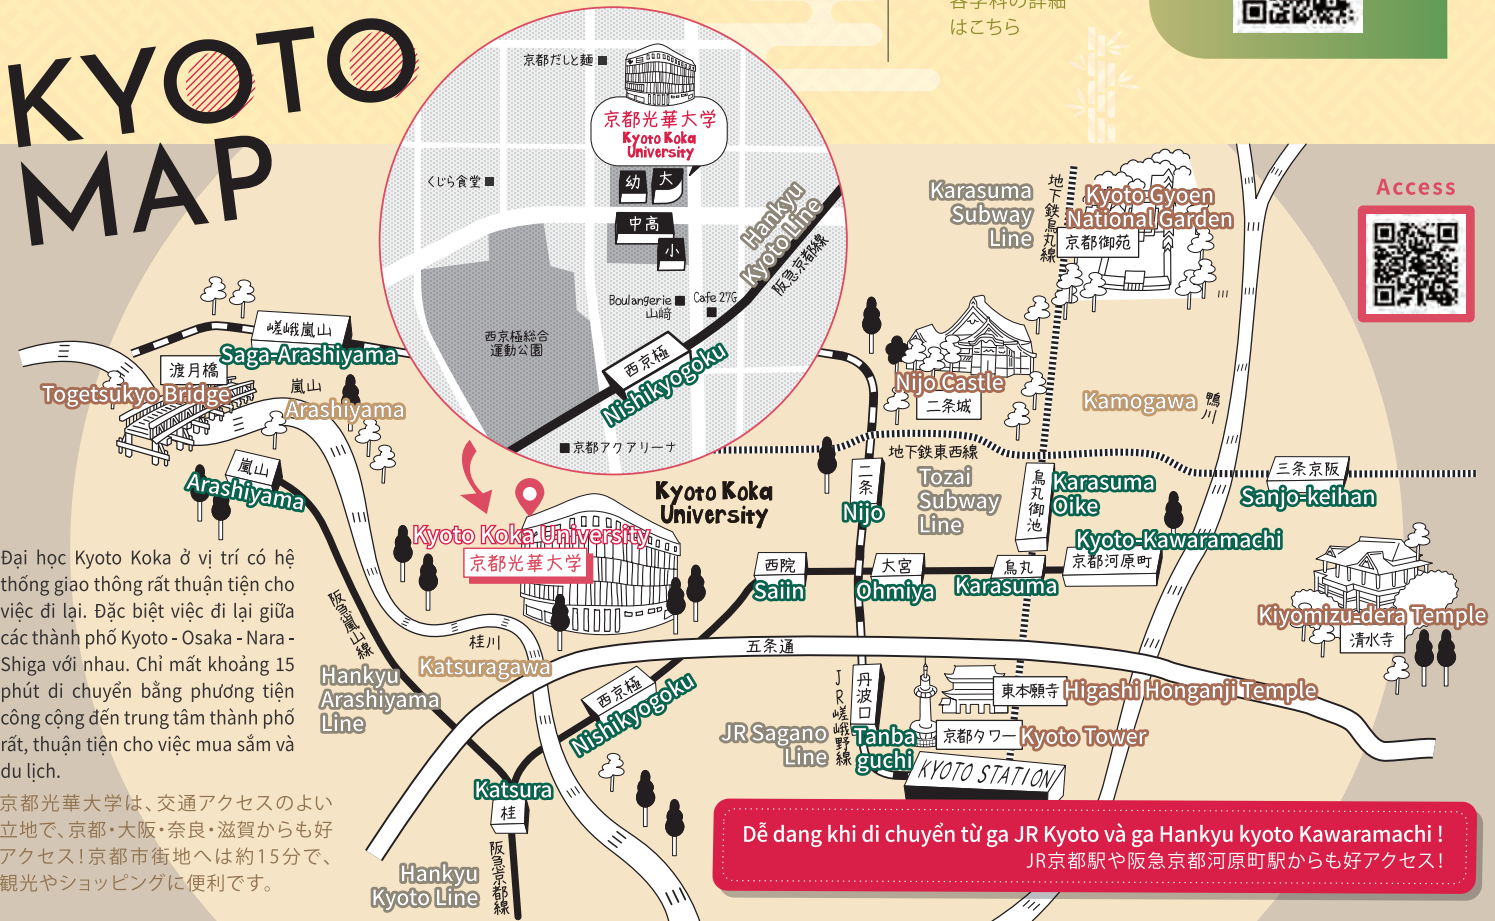 各学科の詳細
はこちら
KYOTO
MAP
京都だしと麺
京都光華大学
Kyoto Koka
University
くじら食堂
幼
大
中高
小
Hankyu
Kyoto Line
阪急京都線
Boulangerie
山﨑
Cafe 27G
西京極総合
運動公園
西京極
Nishikyogoku
京都アクアリーナ
Karasuma
Subway
Line
地下鉄烏丸線
Kyoto Gyoen
National Garden
京都御苑
Access
嵯峨嵐山
Saga-Arashiyama
渡月橋
Togetsukyo Bridge
嵐山
Arashiyama
嵐山
Arashiyama
Nijo Castle
二条城
Kamogawa
鴨川
地下鉄東西線
Tozai
Subway
Line
二条
Nijo
烏丸御池
Karasuma
Oike
三条京阪
Sanjo-keihan
Kyoto Koka
University
Kyoto Koka University
京都光華大学
西院
Saiin
大宮
Ohmiya
烏丸
Karasuma
Kyoto-Kawaramachi
京都河原町
Kiyomizu-dera Temple
清水寺
Đại học Kyoto Koka ở vị trí có hệ
thống giao thông rất thuận tiện cho
việc đi lại. Đặc biệt việc đi lại giữa
các thành phố Kyoto - Osaka - Nara -
Shiga với nhau. Chỉ mất khoảng 15
phút di chuyển bằng phương tiện
công cộng đến trung tâm thành phố
rất, thuận tiện cho việc mua sắm và
du lịch.
京都光華大学は、交通アクセスのよい
立地で、京都・大阪・奈良・滋賀からも好
アクセス！京都市街地へは約15分で、
観光やショッピングに便利です。
阪急嵐山線
Hankyu
Arashiyama
Line
桂川
Katsuragawa
五条通
西京極
Nishikyogoku
JR嵯峨野線
JR Sagano
Line
丹波口
Tanba
guchi
東本願寺
Higashi Honganji Temple
京都タワー
Kyoto Tower
KYOTO STATION
Katsura
桂
阪急京都線
Hankyu
Kyoto Line
Dễ dang khi di chuyển từ ga JR Kyoto và ga Hankyu kyoto Kawaramachi !
JR京都駅や阪急京都河原町駅からも好アクセス！